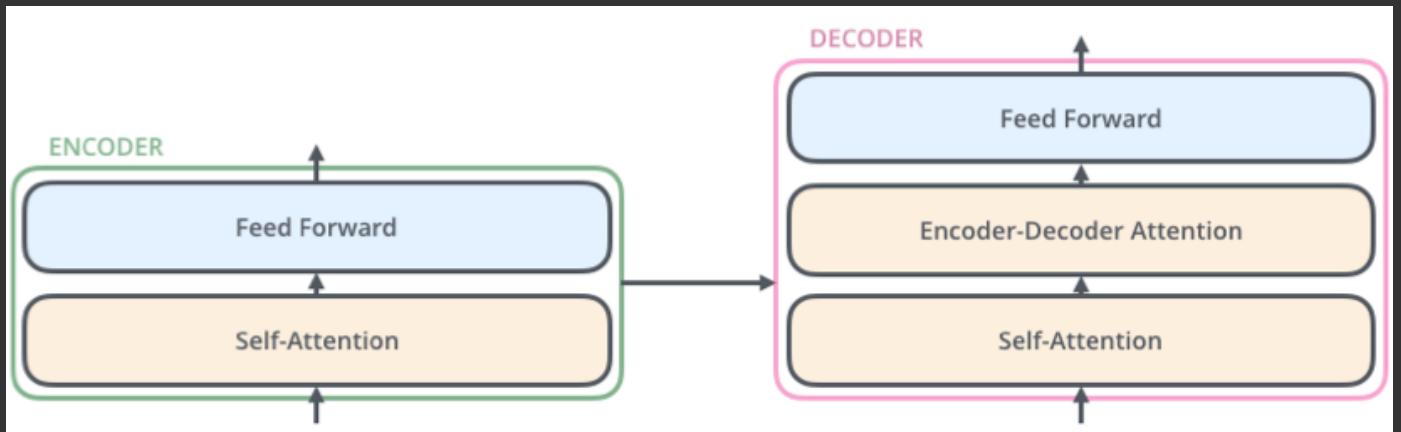 ENCODER
Feed Forward
Self-Attention
DECODER
Feed Forward
Encoder-Decoder Attention
Self-Attention